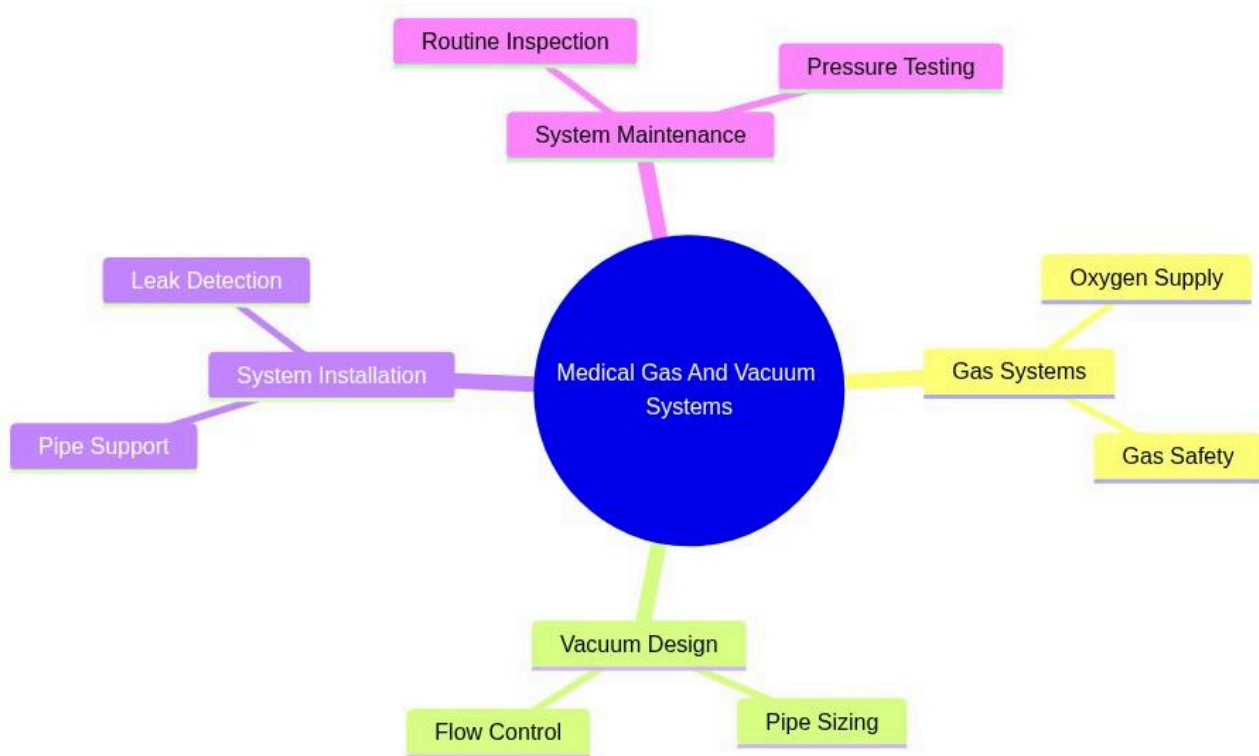 Routine Inspection
Pressure Testing
System Maintenance
Leak Detection
Oxygen Supply
System Installation
Medical Gas And Vacuum
Systems
Gas Systems
Pipe Support
Gas Safety
Vacuum Design
Flow Control
Pipe Sizing